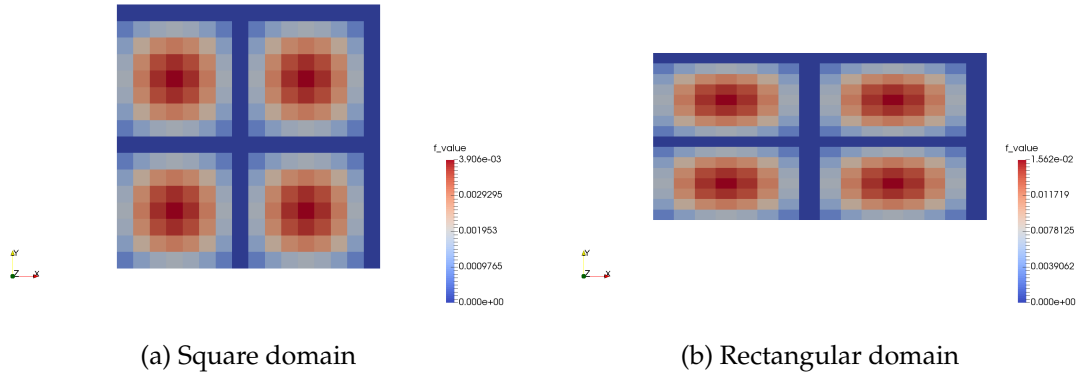 f_value
3.906e-03
0.0029295
0.001953
0.0009765
0.000e+00
Y
Z
X
f_value
1.562e-02
0.011719
0.0078125
0.0039062
0.000e+00
Y
Z
X
(a) Square domain
(b) Rectangular domain